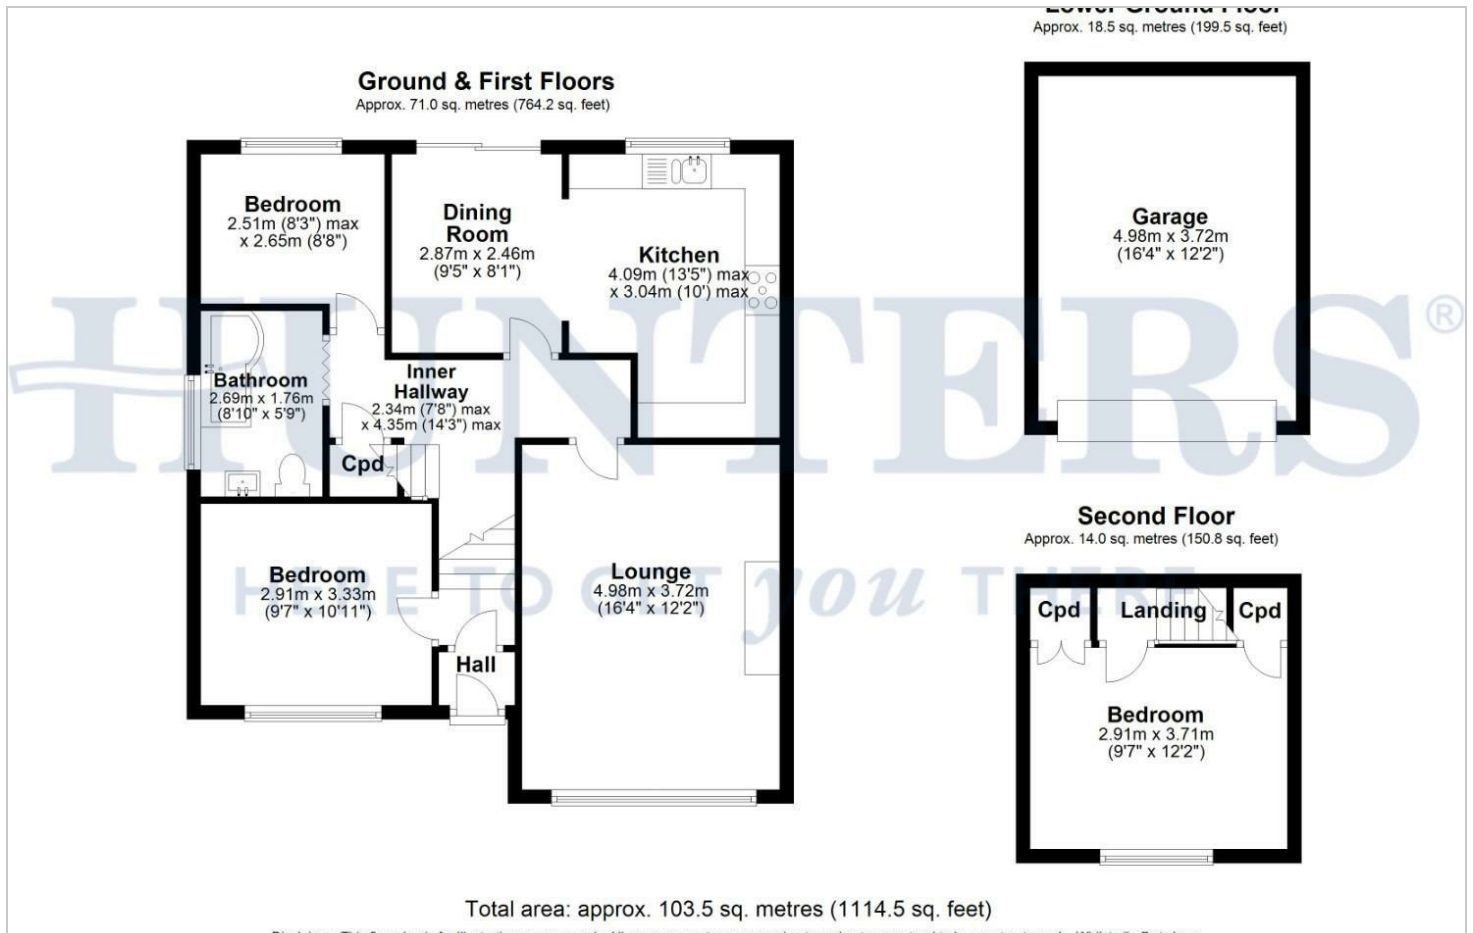 Ground & First Floors
Approx. 71.0 sq. metres (764.2 sq. feet)
Bedroom
2.51m (8'3") max
x 2.65m (8'8")
Dining
Room
2.87m x 2.46m
(9'5" x 8'1")
Kitchen
4.09m (13'5") max
x 3.04m (10') max
Bathroom
2.69m x 1.76m
(8'10" x 5'9")
Inner
Hallway
2.34m (7'8") max
x 4.35m (14'3") max
Cpd
Bedroom
2.91m x 3.33m
(9'7" x 10'11")
Hall
Lounge
4.98m x 3.72m
(16'4" x 12'2")
Lower Ground Floor
Approx. 18.5 sq. metres (199.5 sq. feet)
Garage
4.98m x 3.72m
(16'4" x 12'2")
Second Floor
Approx. 14.0 sq. metres (150.8 sq. feet)
Cpd
Landing
Cpd
Bedroom
2.91m x 3.71m
(9'7" x 12'2")
HUNTERS®
HERE TO GET you THERE
Total area: approx. 103.5 sq. metres (1114.5 sq. feet)